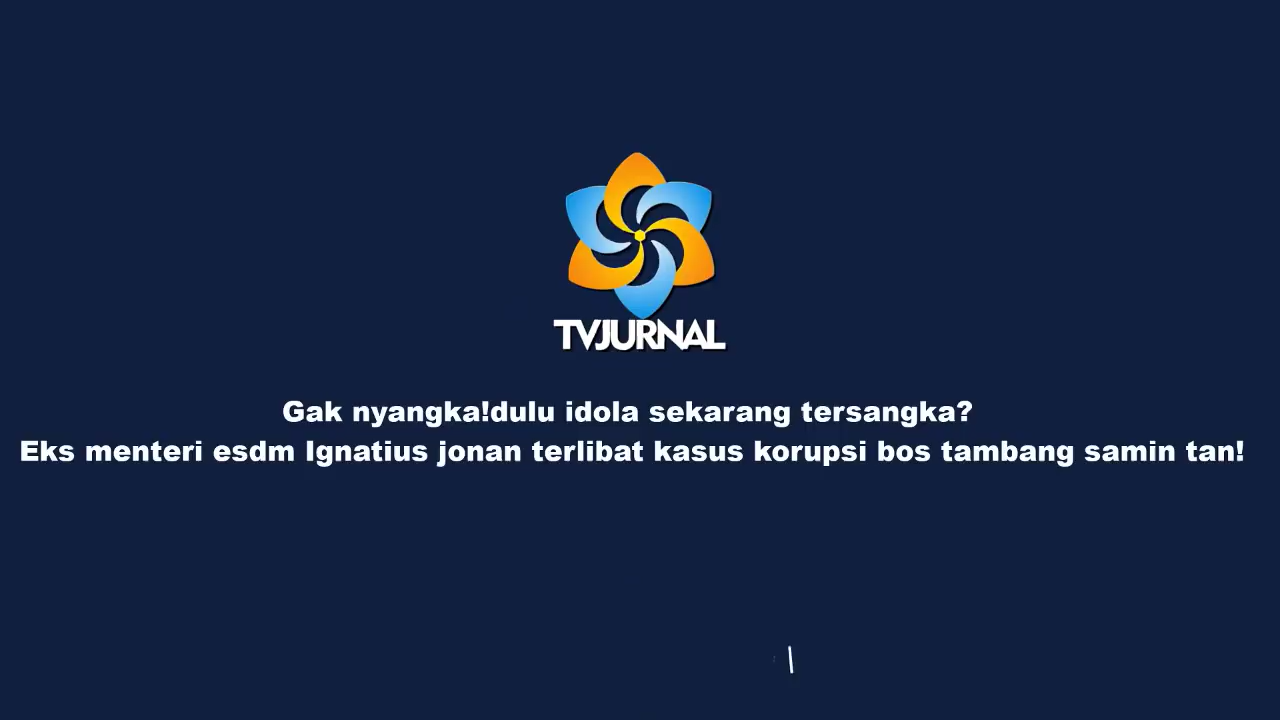 TVJURNAL
Gak nyangka!dulu idola sekarang tersangka?
Eks menteri esdm Ignatius jonan terlibat kasus korupsi bos tambang samin tan!